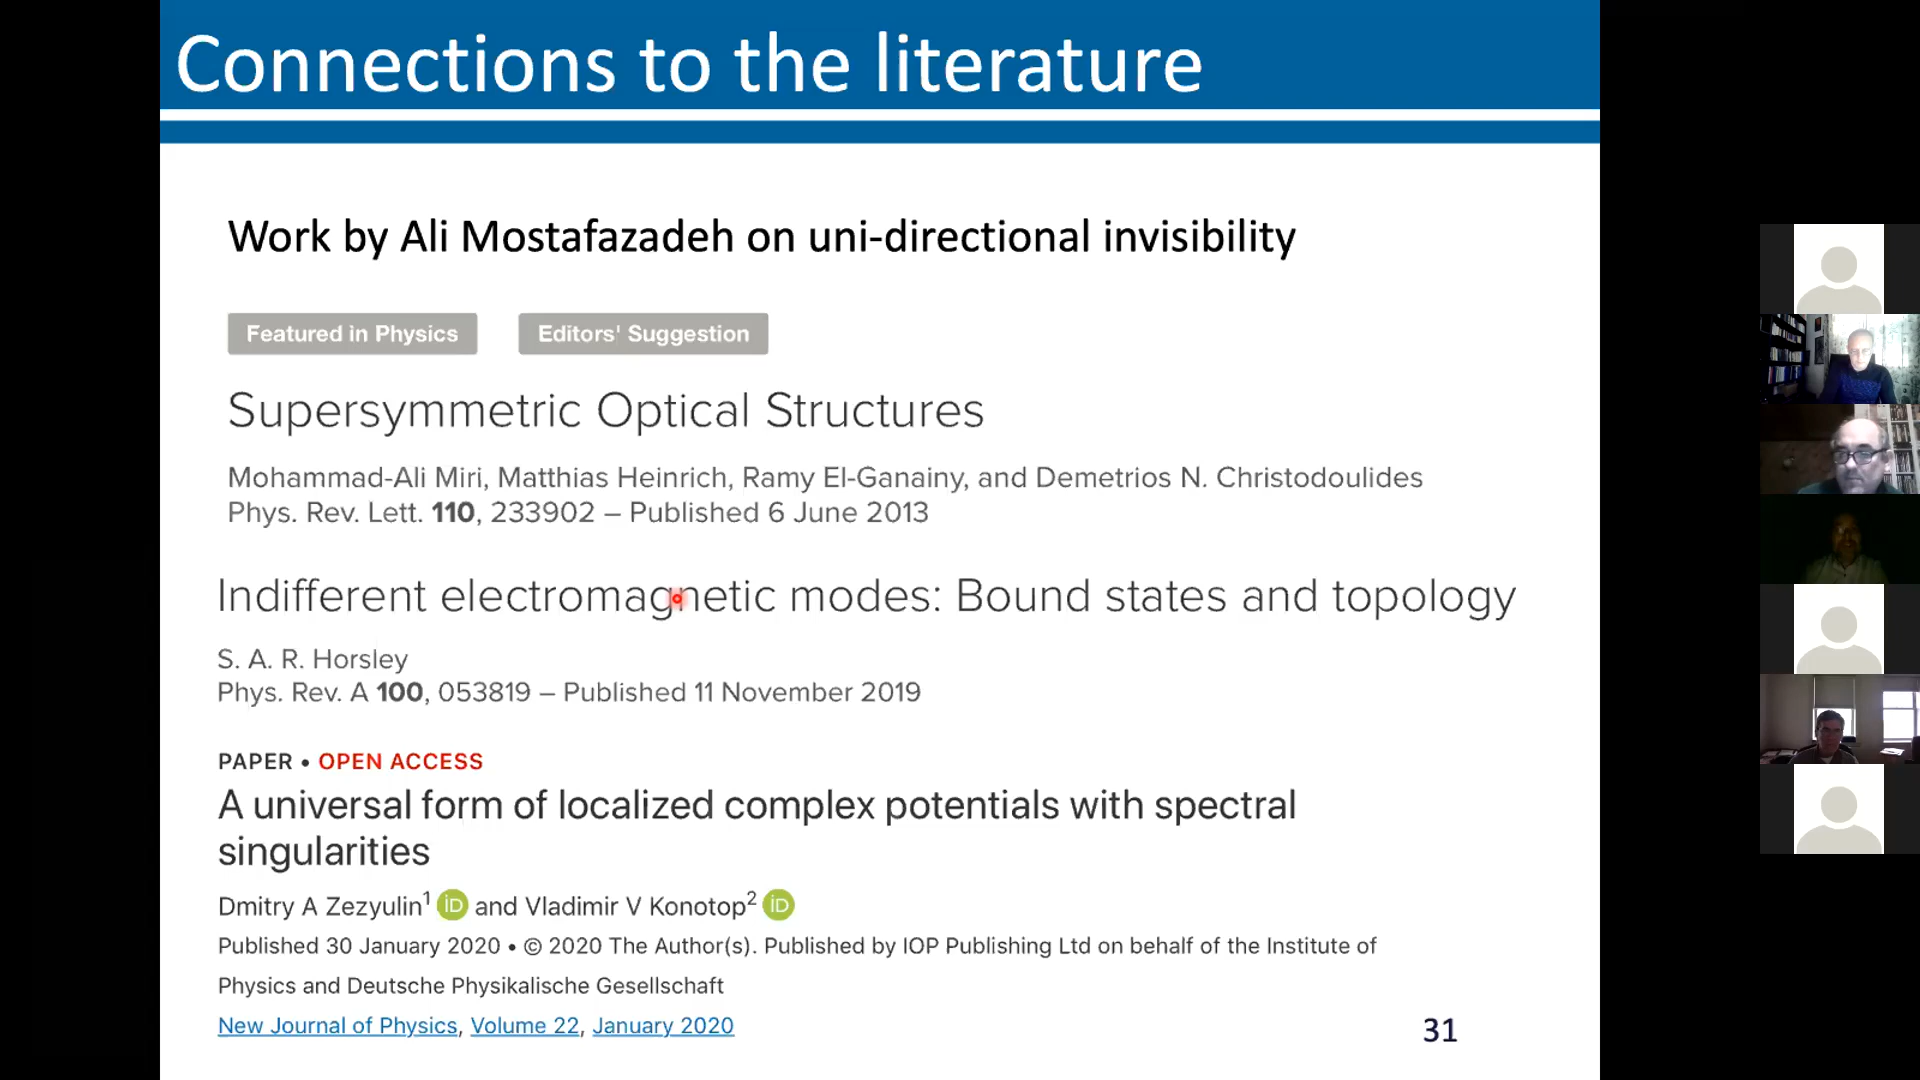 Connections to the literature
Work by Ali Mostafazadeh on uni-directional invisibility
Featured in Physics Editors' Suggestion
Supersymmetric Optical Structures
Mohammad-Ali Miri, Matthias Heinrich, Ramy El-Ganainy, and Demetrios N. Christodoulides
Phys. Rev. Lett. 110, 233902 – Published 6 June 2013
Indifferent electromagnetic modes: Bound states and topology
S. A. R. Horsley
Phys. Rev. A 100, 053819 – Published 11 November 2019
PAPER • OPEN ACCESS
A universal form of localized complex potentials with spectral
singularities
Dmitry A Zezyulin1 iD and Vladimir V Konotop2 iD
Published 30 January 2020 • © 2020 The Author(s). Published by IOP Publishing Ltd on behalf of the Institute of
Physics and Deutsche Physikalische Gesellschaft
New Journal of Physics, Volume 22, January 2020
31